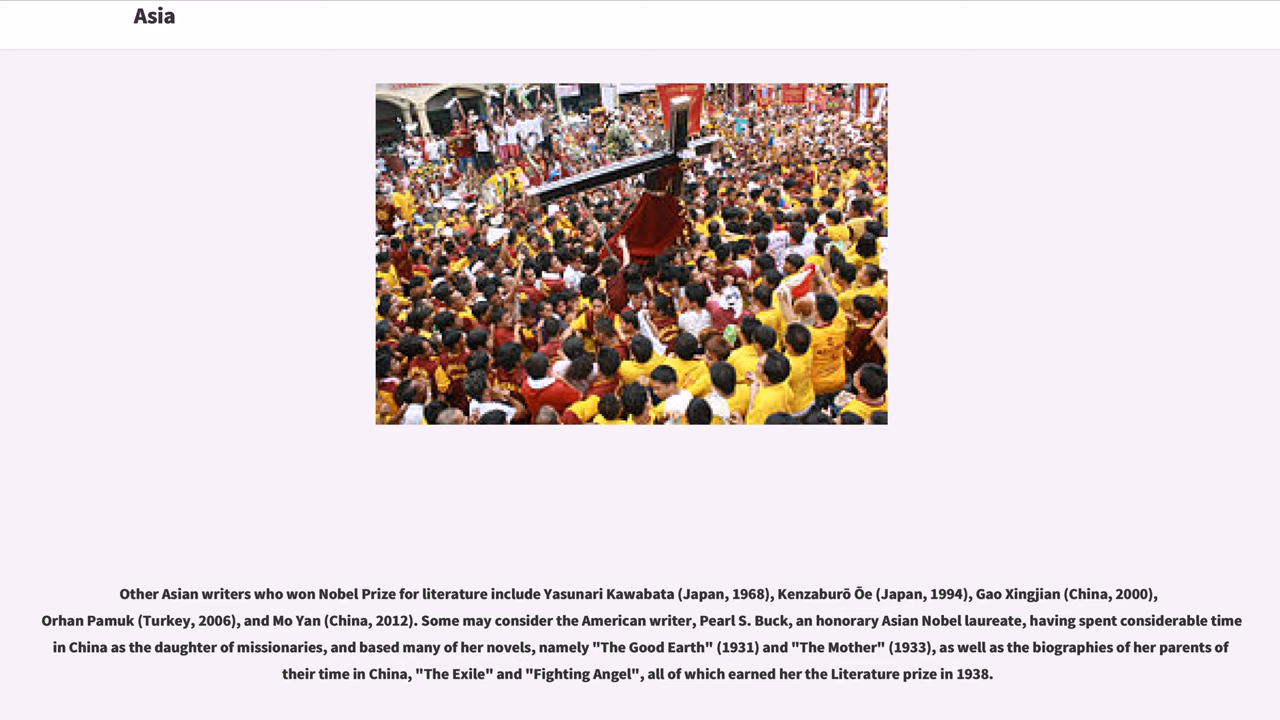 Asia
Other Asian writers who won Nobel Prize for literature include Yasunari Kawabata (Japan, 1968), Kenzaburō Ōe (Japan, 1994), Gao Xingjian (China, 2000),
Orhan Pamuk (Turkey, 2006), and Mo Yan (China, 2012). Some may consider the American writer, Pearl S. Buck, an honorary Asian Nobel laureate, having spent considerable time
in China as the daughter of missionaries, and based many of her novels, namely "The Good Earth" (1931) and "The Mother" (1933), as well as the biographies of her parents of
their time in China, "The Exile" and "Fighting Angel", all of which earned her the Literature prize in 1938.